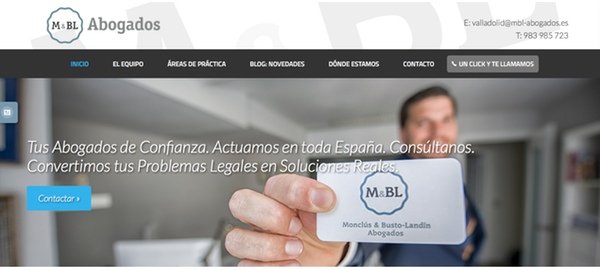 M&BL Abogados
E: valladolid@mbl-abogados.es
T: 983 985 723
INICIO EL EQUIPO ÁREAS DE PRÁCTICA BLOG: NOVEDADES DÓNDE ESTAMOS CONTACTO UN CLICK Y TE LLAMAMOS
Tus Abogados de Confianza. Actuamos en toda España. Consúltanos.
Convertimos tus Problemas Legales en Soluciones Reales.
Contactar »
M&BL
Monclús & Busto-Landín
Abogados